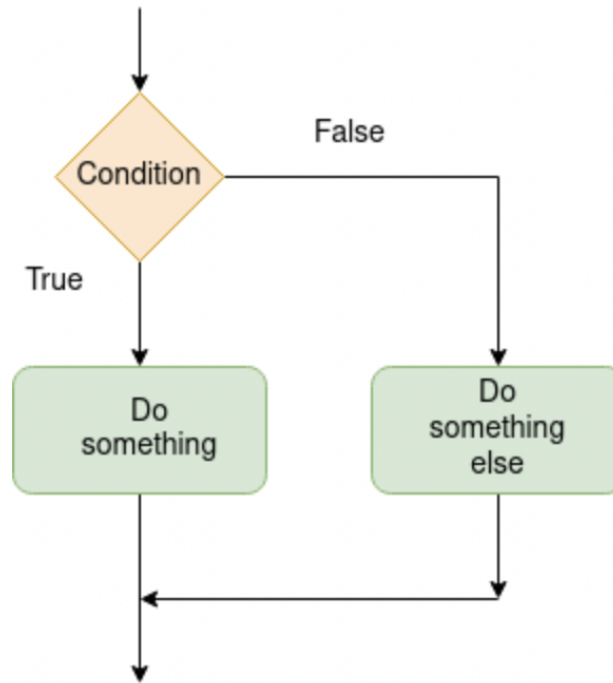 False
Condition
True
Do
something
Do
something
else